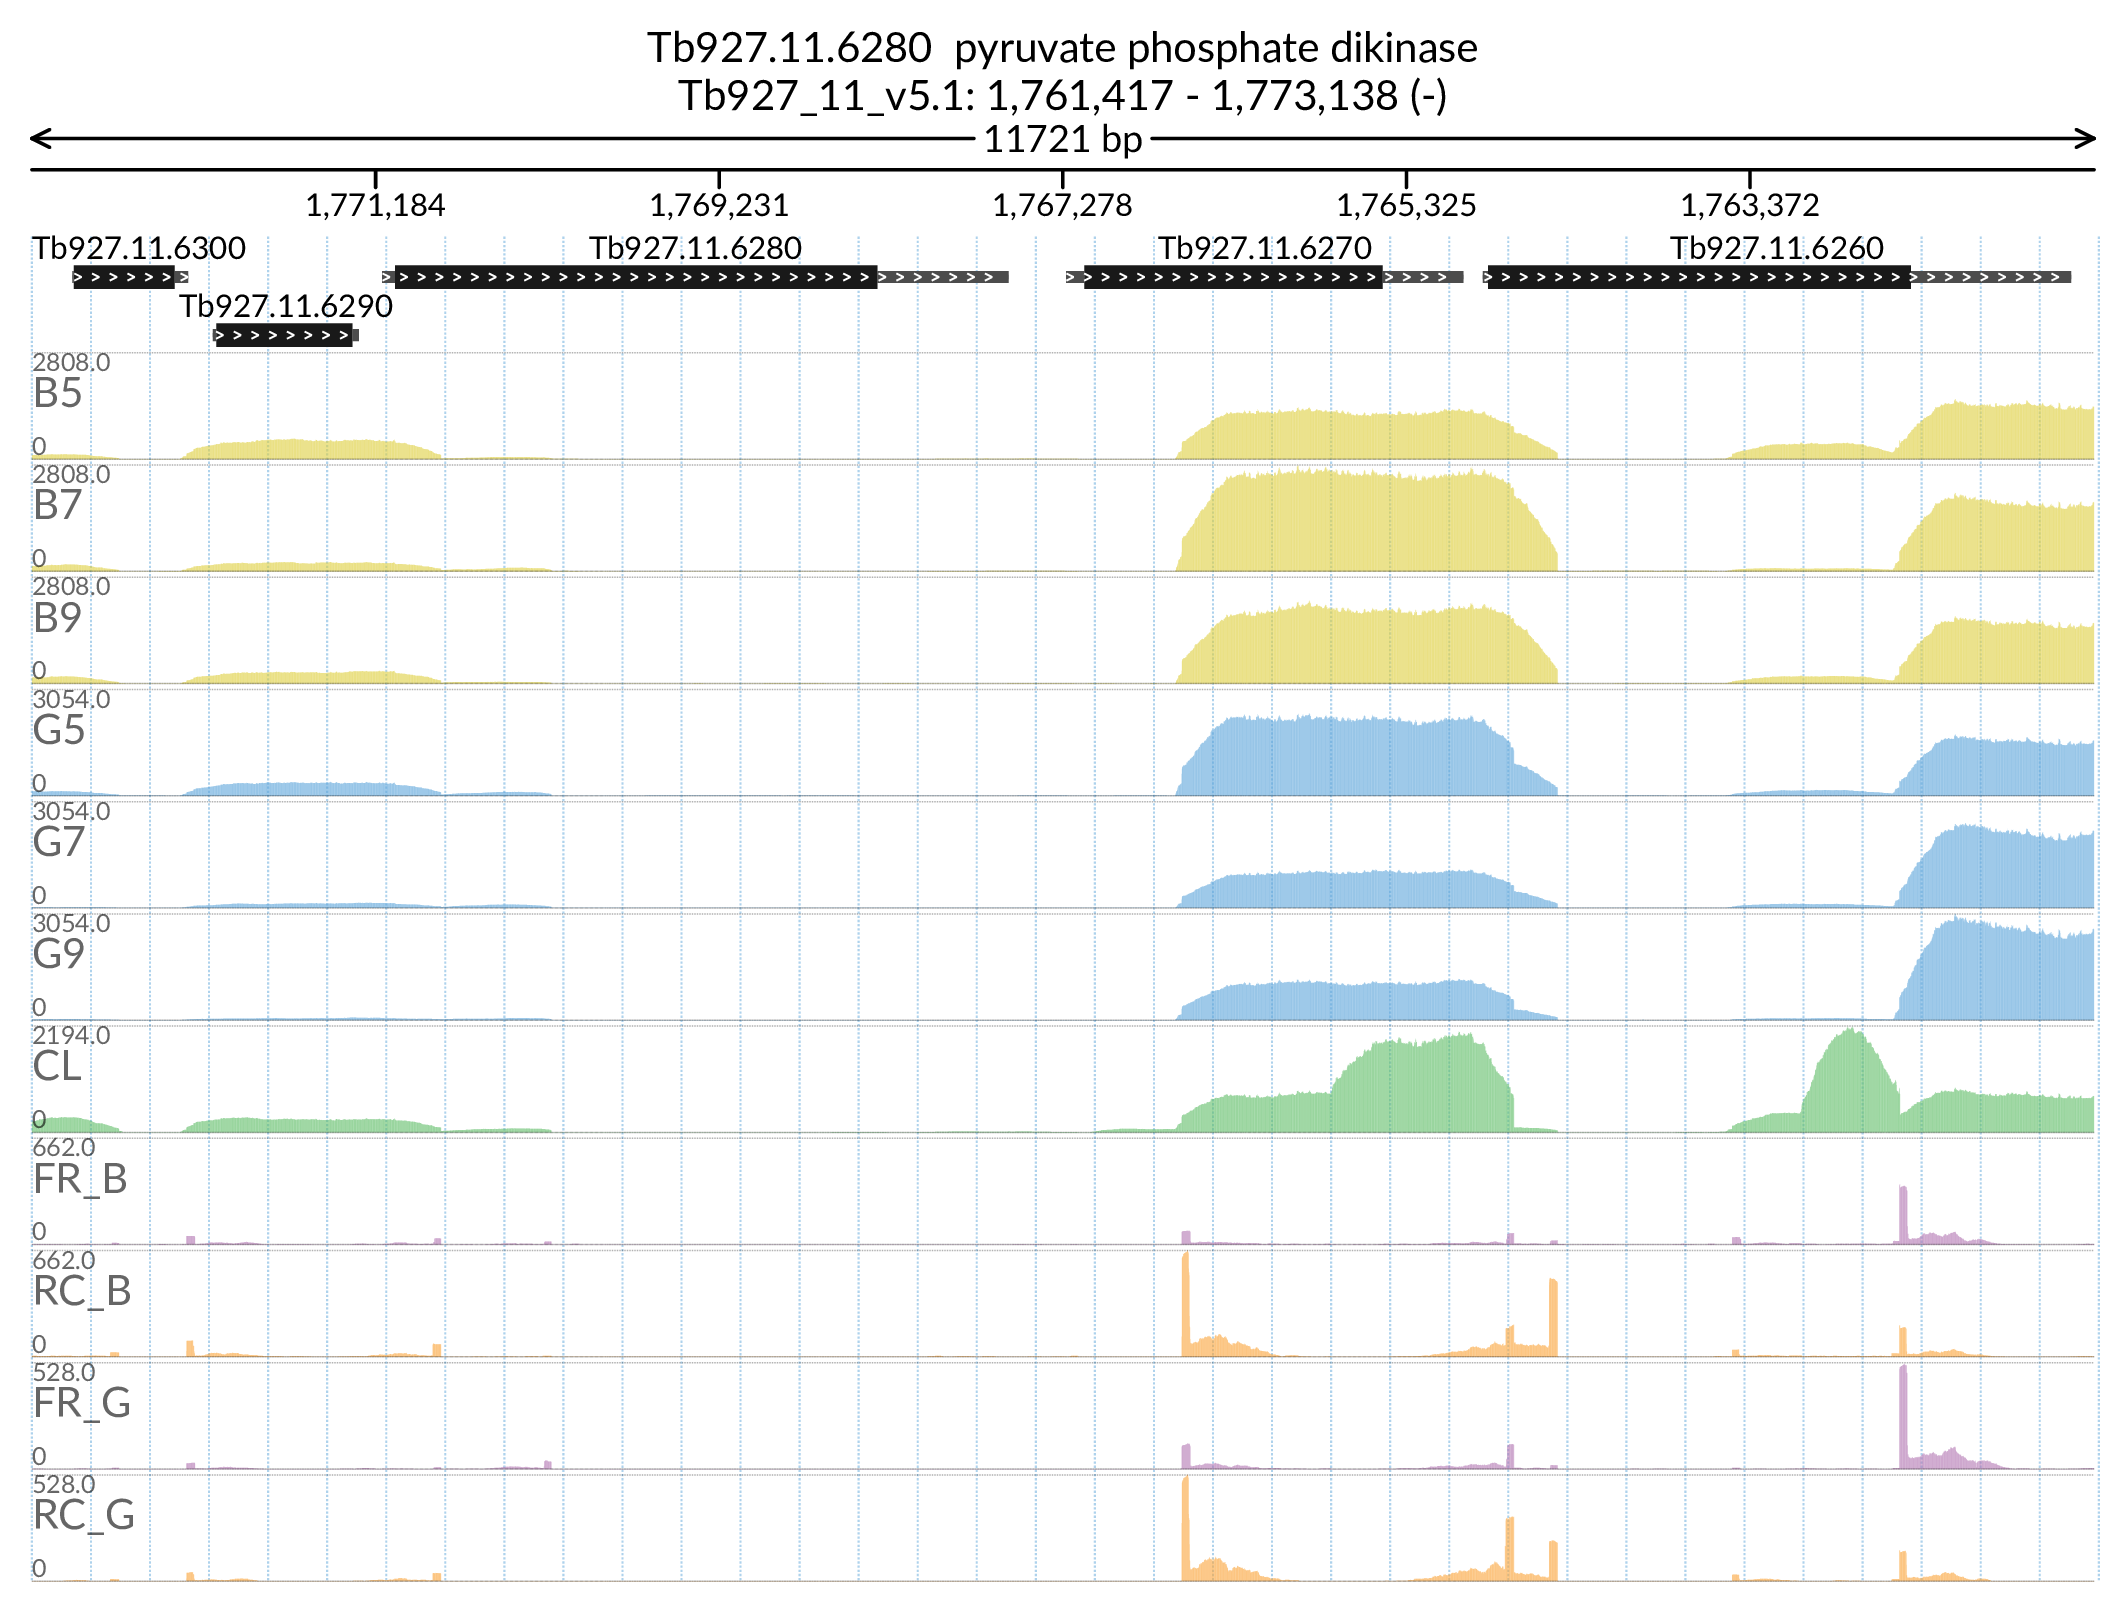 Tb927.11.6280  pyruvate phosphate dikinase
Tb927_11_v5.1: 1,761,417 - 1,773,138 (-)
11721 bp
1,771,184 1,769,231 1,767,278 1,765,325 1,763,372
Tb927.11.6300 Tb927.11.6280 Tb927.11.6270 Tb927.11.6260
Tb927.11.6290
2808.0
B5
0
2808.0
B7
0
2808.0
B9
0
3054.0
G5
0
3054.0
G7
0
3054.0
G9
0
2194.0
CL
0
662.0
FR_B
0
662.0
RC_B
0
528.0
FR_G
0
528.0
RC_G
0